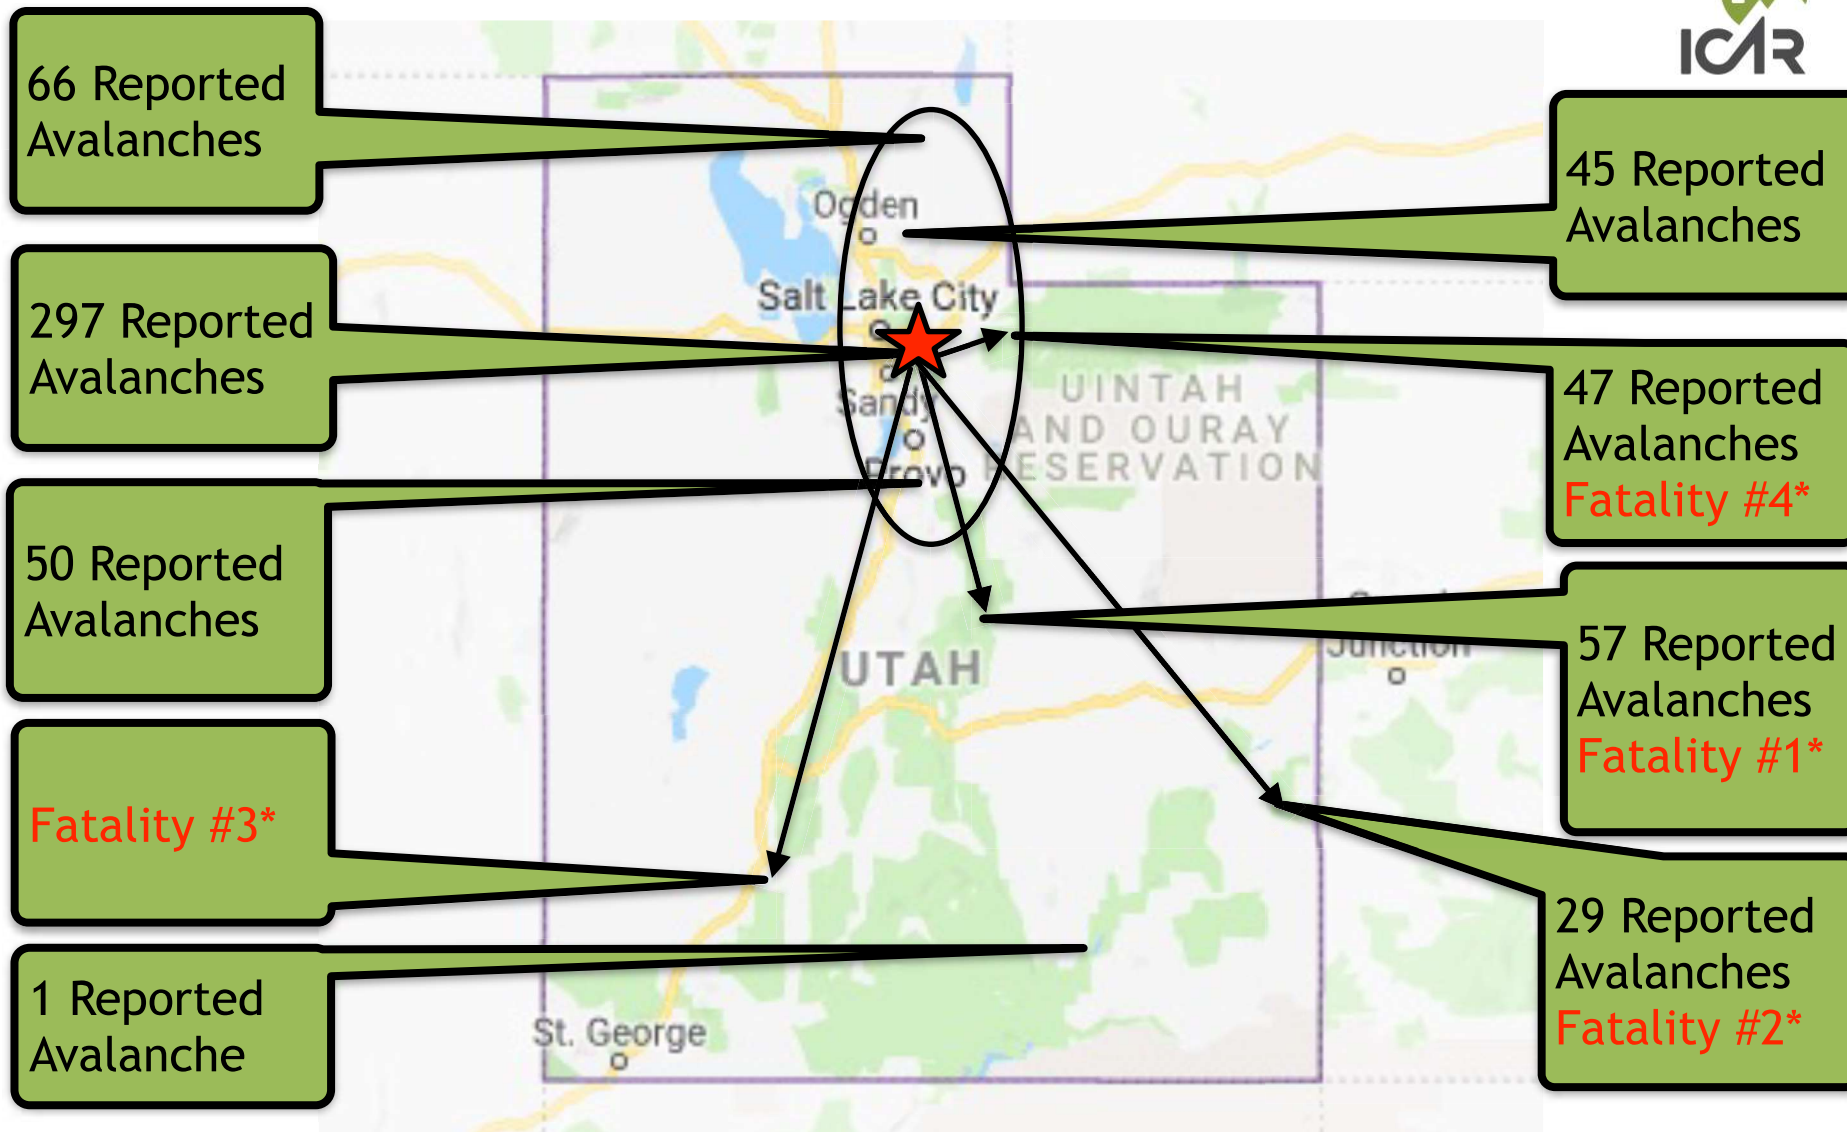 ICAR
66 Reported
Avalanches
297 Reported
Avalanches
50 Reported
Avalanches
Fatality #3*
1 Reported
Avalanche
Ogden
Salt Lake City
Sandy
Provo
UINTAH
AND OURAY
RESERVATION
UTAH
Junction
St. George
45 Reported
Avalanches
47 Reported
Avalanches
Fatality #4*
57 Reported
Avalanches
Fatality #1*
29 Reported
Avalanches
Fatality #2*